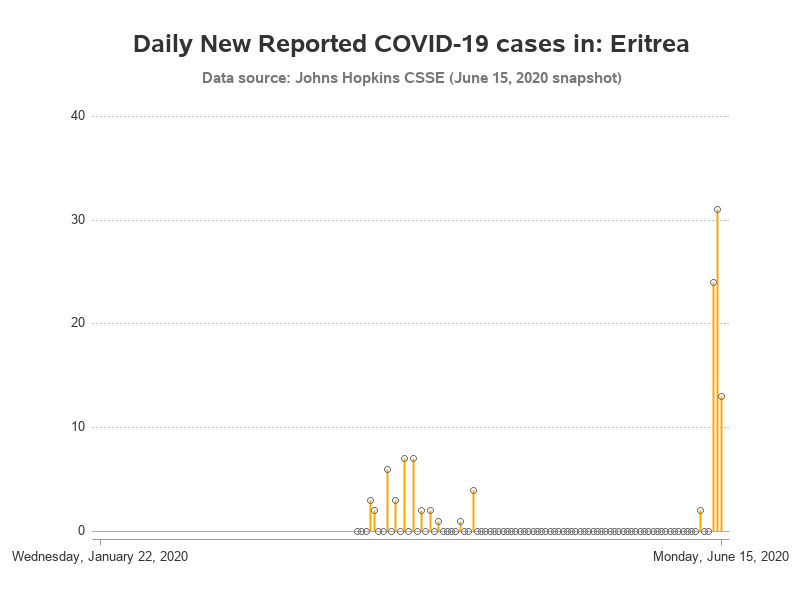 Daily New Reported COVID-19 cases in: Eritrea
Data source: Johns Hopkins CSSE (June 15, 2020 snapshot)
40
30
20
10
0
Wednesday, January 22, 2020
Monday, June 15, 2020